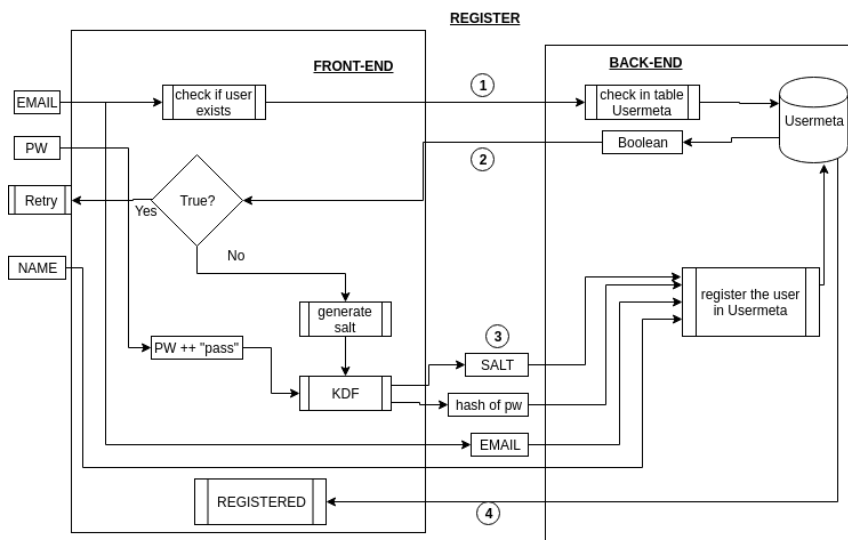 REGISTER
FRONT-END
BACK-END
EMAIL
check if user
exists
1
check in table
Usermeta
Usermeta
PW
2
Boolean
Retry
Yes
True?
No
NAME
generate
salt
register the user
in Usermeta
PW ++ "pass"
3
SALT
KDF
hash of pw
EMAIL
REGISTERED
4